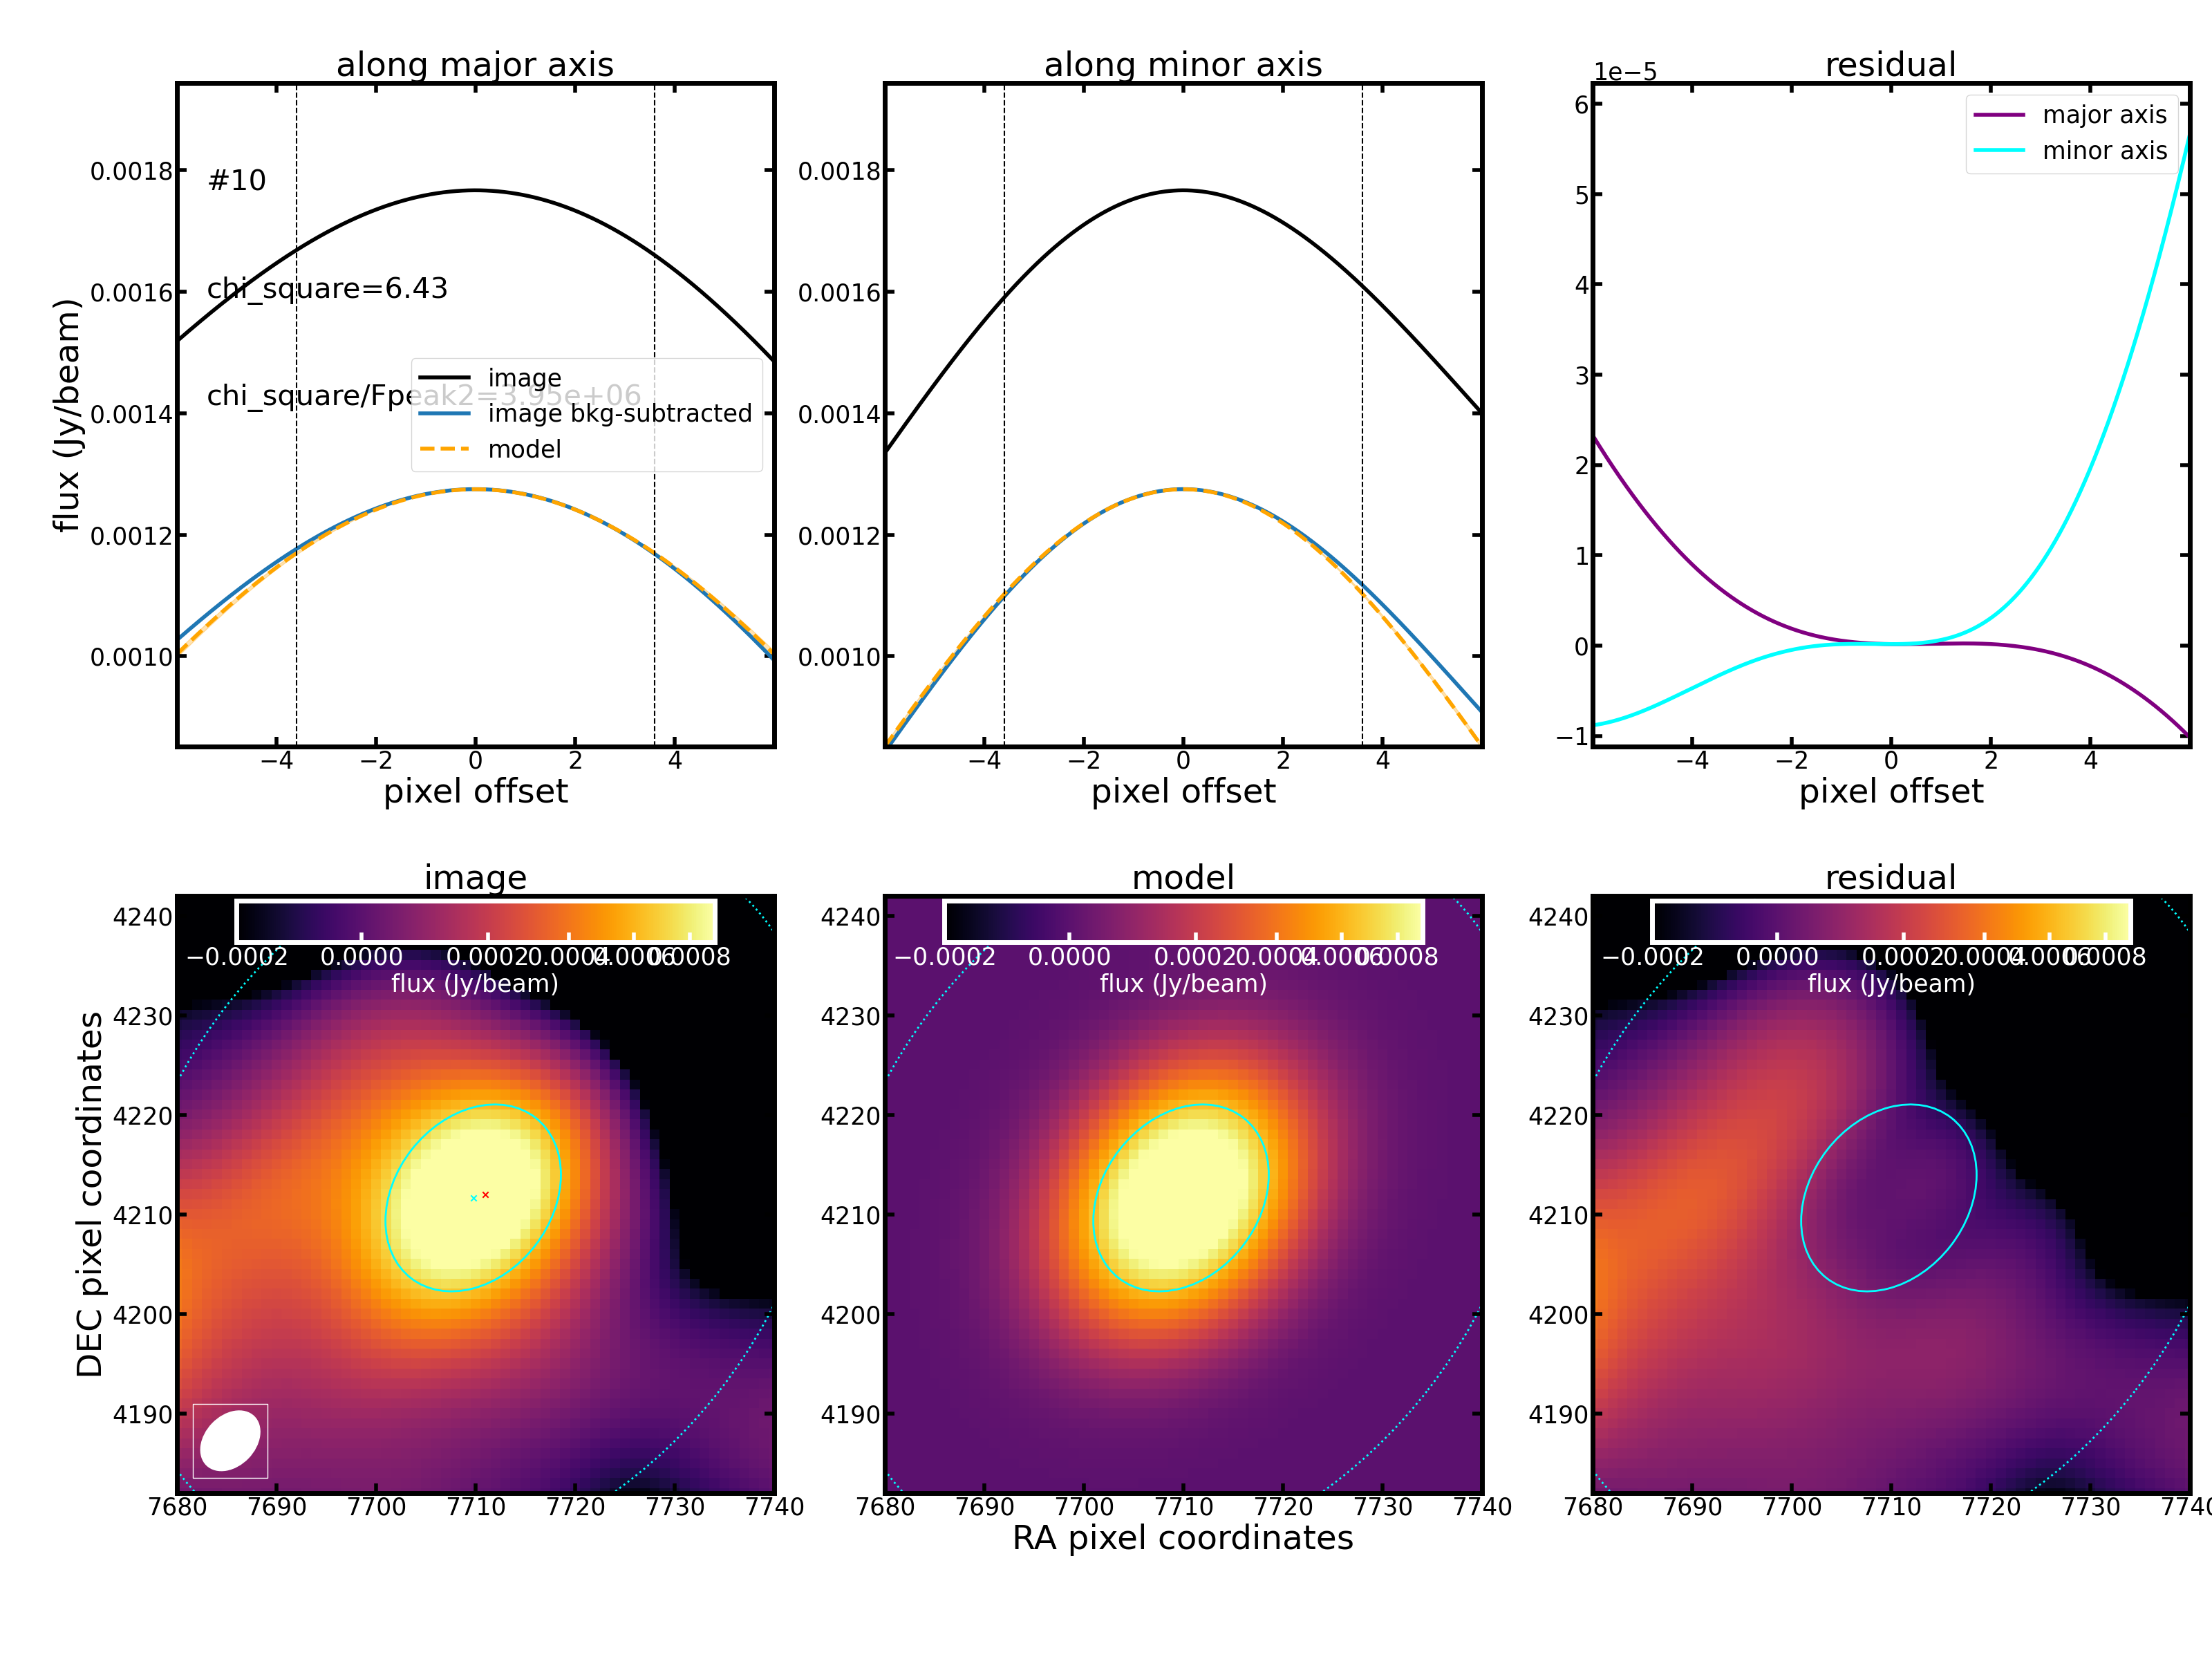 along major axis
along minor axis
residual
1e−5
#10
chi_square=6.43
chi_square/Fpeak2=3.95e+06
image
image bkg-subtracted
model
flux (Jy/beam)
0.0018
0.0016
0.0014
0.0012
0.0010
−4 −2 0 2 4
pixel offset
0.0018
0.0016
0.0014
0.0012
0.0010
−4 −2 0 2 4
pixel offset
major axis
minor axis
6
5
4
3
2
1
0
−1
−4 −2 0 2 4
pixel offset
image
−0.0002 0.0000 0.0002 0.0004 0.0006 0.0008
flux (Jy/beam)
DEC pixel coordinates
4240
4230
4220
4210
4200
4190
7680 7690 7700 7710 7720 7730 7740
model
−0.0002 0.0000 0.0002 0.0004 0.0006 0.0008
flux (Jy/beam)
4240
4230
4220
4210
4200
4190
7680 7690 7700 7710 7720 7730 7740
RA pixel coordinates
residual
−0.0002 0.0000 0.0002 0.0004 0.0006 0.0008
flux (Jy/beam)
4240
4230
4220
4210
4200
4190
7680 7690 7700 7710 7720 7730 7740